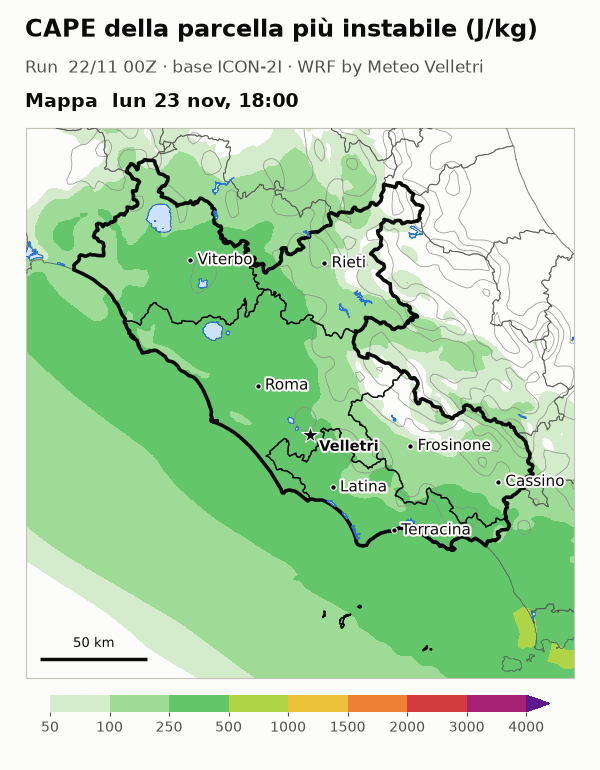 CAPE della parcella più instabile (J/kg)
Run  22/11 00Z · base ICON-2I · WRF by Meteo Velletri
Mappa  lun 23 nov, 18:00
Viterbo
Rieti
Roma
Velletri
Frosinone
Cassino
Latina
Terracina
50 km
50 100 250 500 1000 1500 2000 3000 4000